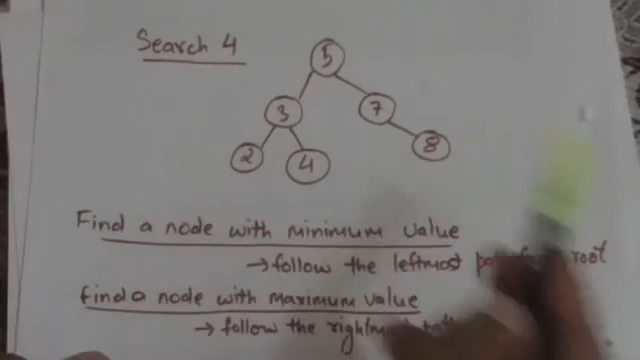 Search 4
5
3
7
2
4
8
Find a node with minimum value
→ follow the leftmost root
find a node with maximum value
→ follow the